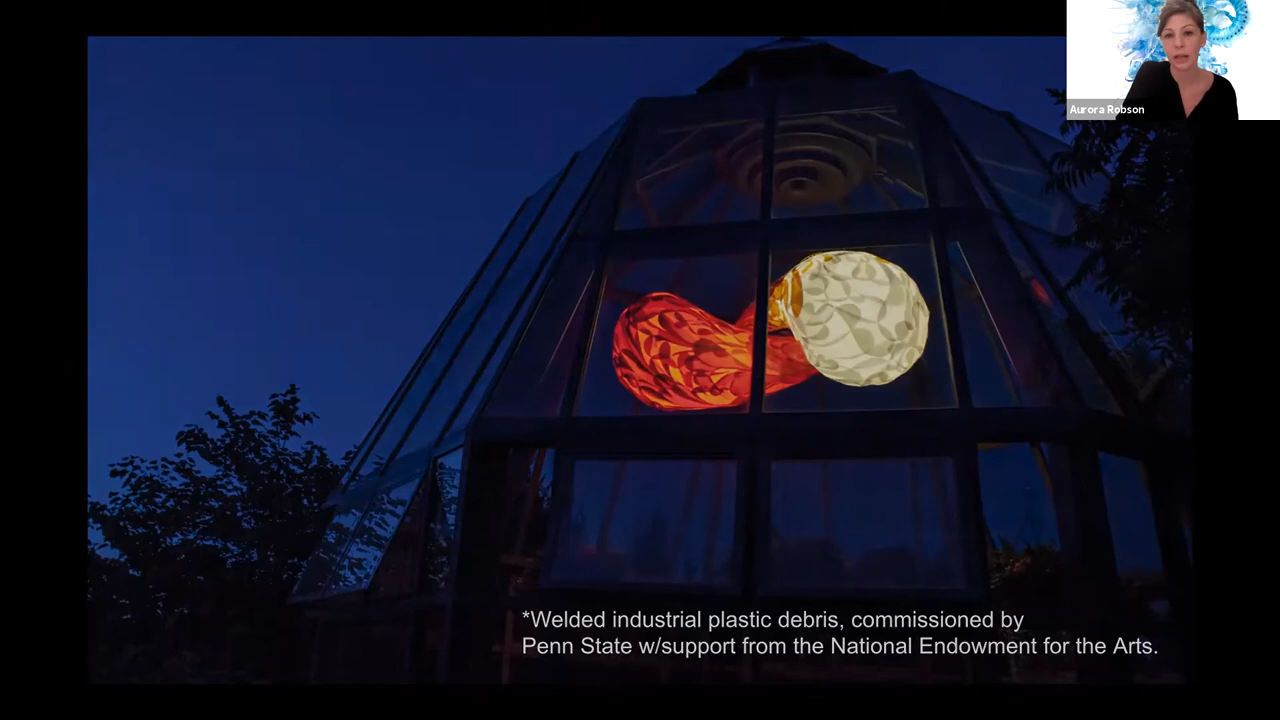 Aurora Robson
*Welded industrial plastic debris, commissioned by
Penn State w/support from the National Endowment for the Arts.